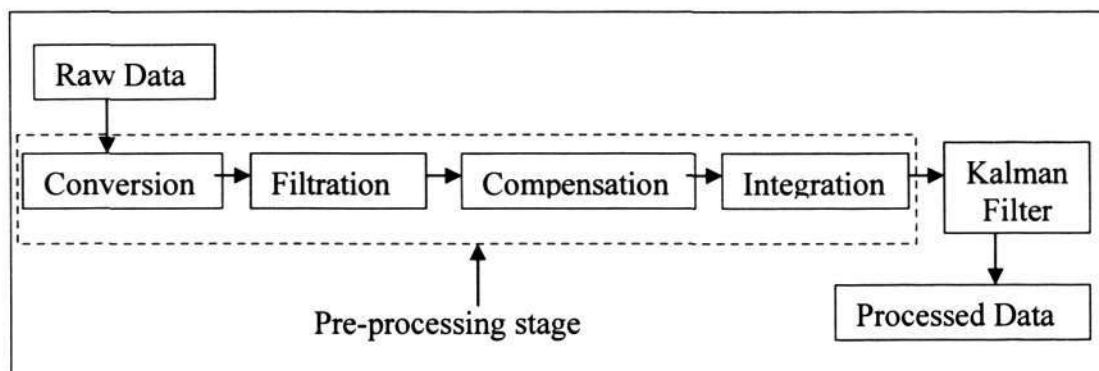 Raw Data
Conversion
Filtration
Compensation
Integration
Kalman
Filter
Pre-processing stage
Processed Data